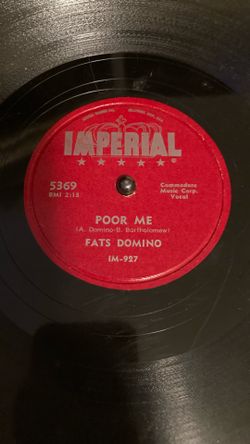 IMPERIAL
★ ★ ★ ★ ★ ®
5369
BMI 2:15
Commodore
Music Corp.
Vocal
POOR ME
(A. Domino-D. Bartholomew)
FATS DOMINO
IM-927